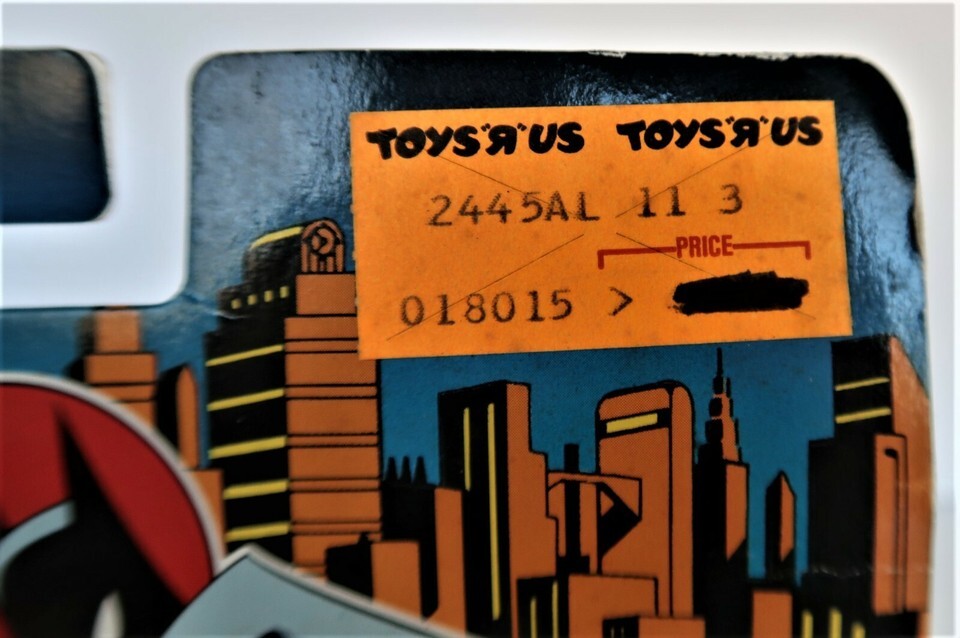 TOYS"R"US TOYS"R"US
2445AL 11 3
PRICE
018015 >